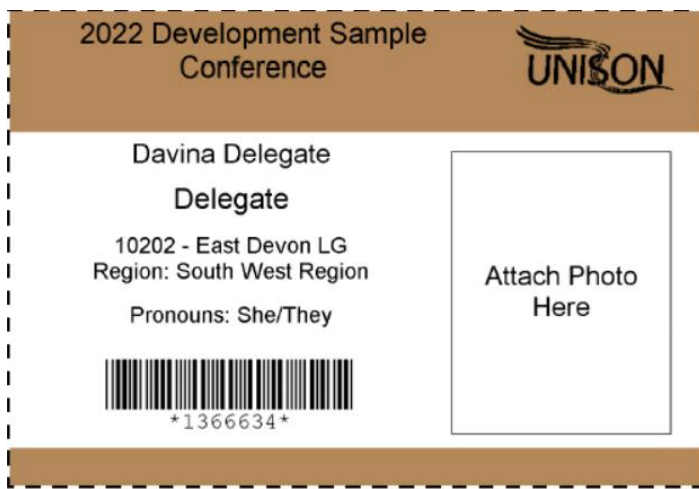 2022 Development Sample
Conference
UNISON
Davina Delegate
Delegate
10202 - East Devon LG
Region: South West Region
Pronouns: She/They
*1366634*
Attach Photo
Here